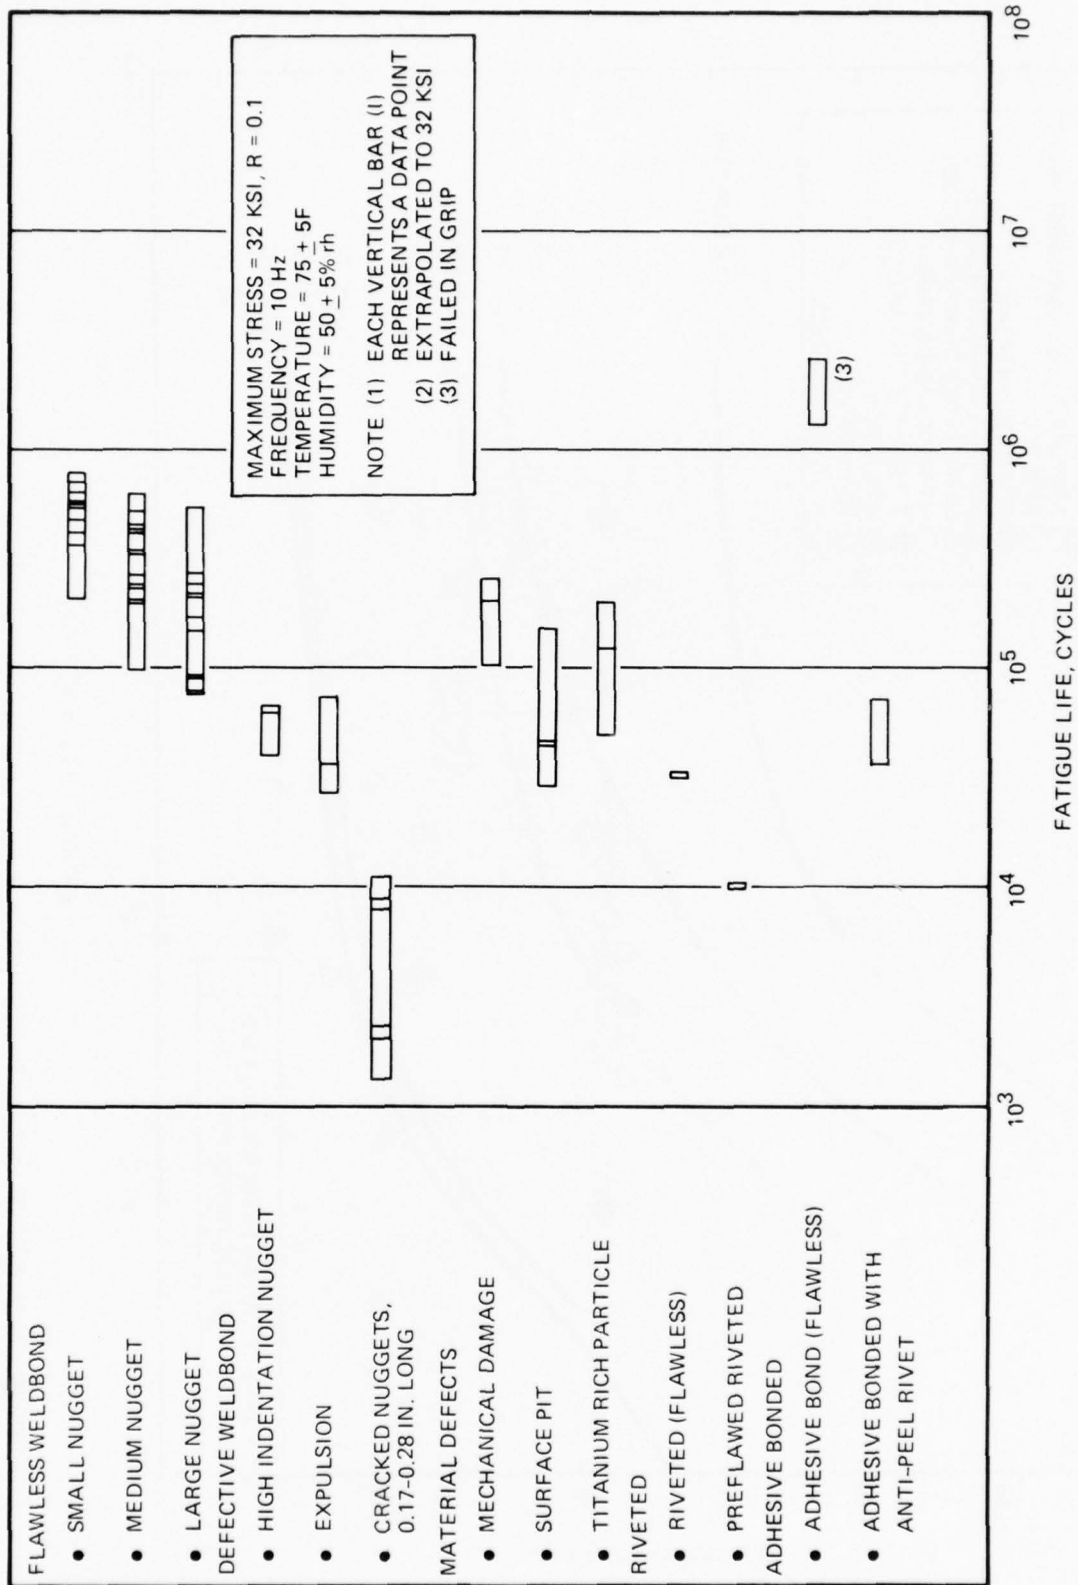 FLAWLESS WELDBOND
• SMALL NUGGET
• MEDIUM NUGGET
• LARGE NUGGET
DEFECTIVE WELDBOND
• HIGH INDENTATION NUGGET
• EXPULSION
• CRACKED NUGGETS,
0.17-0.28 IN. LONG
MATERIAL DEFECTS
• MECHANICAL DAMAGE
• SURFACE PIT
• TITANIUM RICH PARTICLE
RIVETED
• RIVETED (FLAWLESS)
• PREFLAWED RIVETED
ADHESIVE BONDED
• ADHESIVE BOND (FLAWLESS)
• ADHESIVE BONDED WITH
ANTI-PEEL RIVET
MAXIMUM STRESS = 32 KSI, R = 0.1
FREQUENCY = 10 Hz
TEMPERATURE = 75 ± 5F
HUMIDITY = 50 ± 5% rh
NOTE (1) EACH VERTICAL BAR (I)
REPRESENTS A DATA POINT
(2) EXTRAPOLATED TO 32 KSI
(3) FAILED IN GRIP
(3)
10³ 10⁴ 10⁵ 10⁶ 10⁷ 10⁸
FATIGUE LIFE, CYCLES